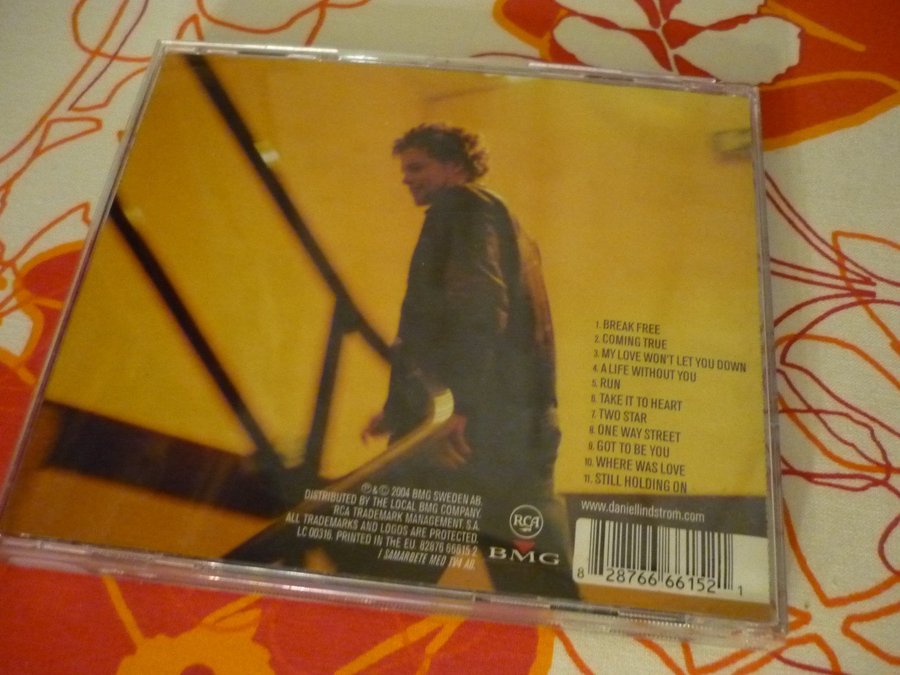 1. BREAK FREE
2. COMING TRUE
3. MY LOVE WON'T LET YOU DOWN
4. A LIFE WITHOUT YOU
5. RUN
6. TAKE IT TO HEART
7. TWO STAR
8. ONE WAY STREET
9. GOT TO BE YOU
10. WHERE WAS LOVE
11. STILL HOLDING ON
www.daniellindstrom.com
℗&© 2004 BMG SWEDEN AB.
DISTRIBUTED BY THE LOCAL BMG COMPANY.
RCA TRADEMARK MANAGEMENT S.A.
ALL TRADEMARKS AND LOGOS ARE PROTECTED.
LC 00316. PRINTED IN THE EU. 82876 66615 2
I SAMARBETE MED TV4 AB.
RCA
BMG
8 28766 66152 1